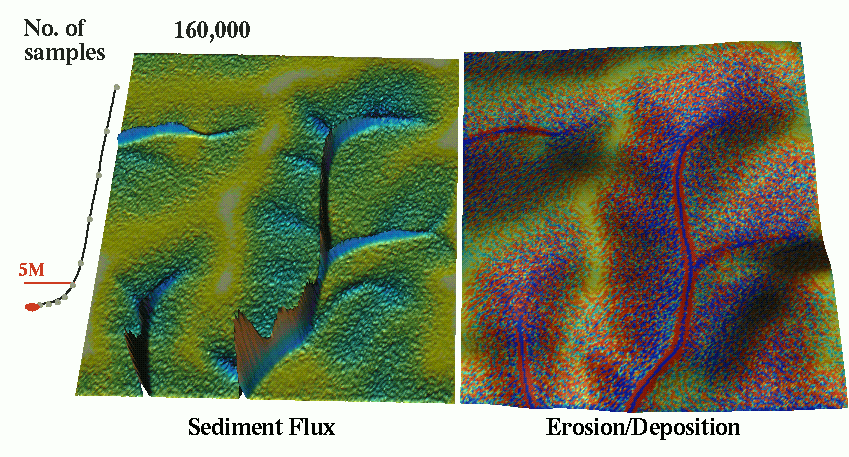 No. of
samples
160,000
5M
Sediment Flux
Erosion/Deposition